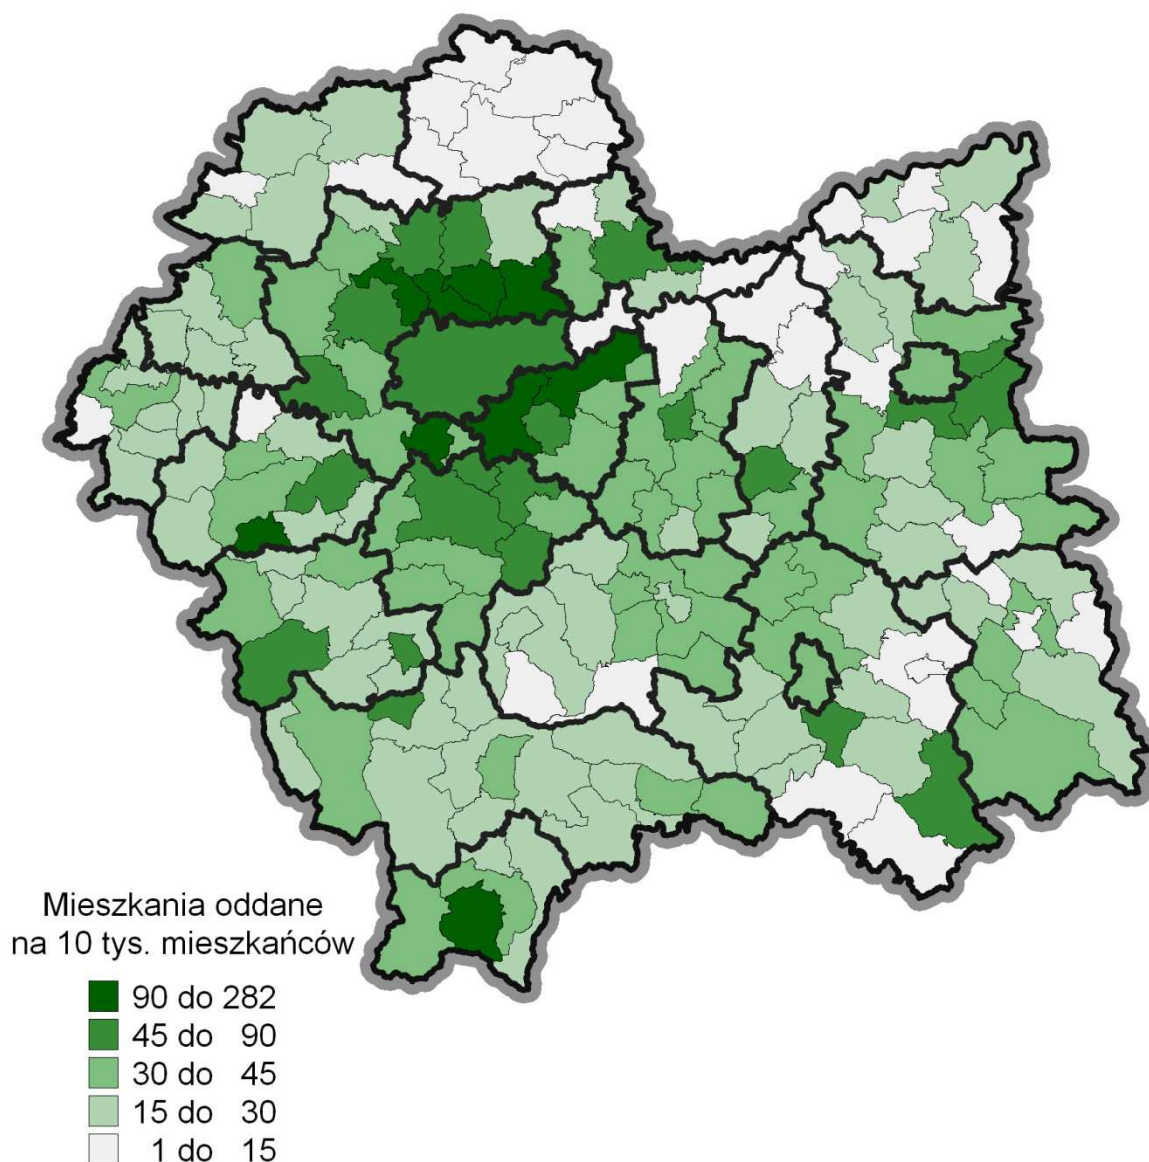 Mieszkania oddane
na 10 tys. mieszkańców
90 do 282
45 do 90
30 do 45
15 do 30
1 do 15